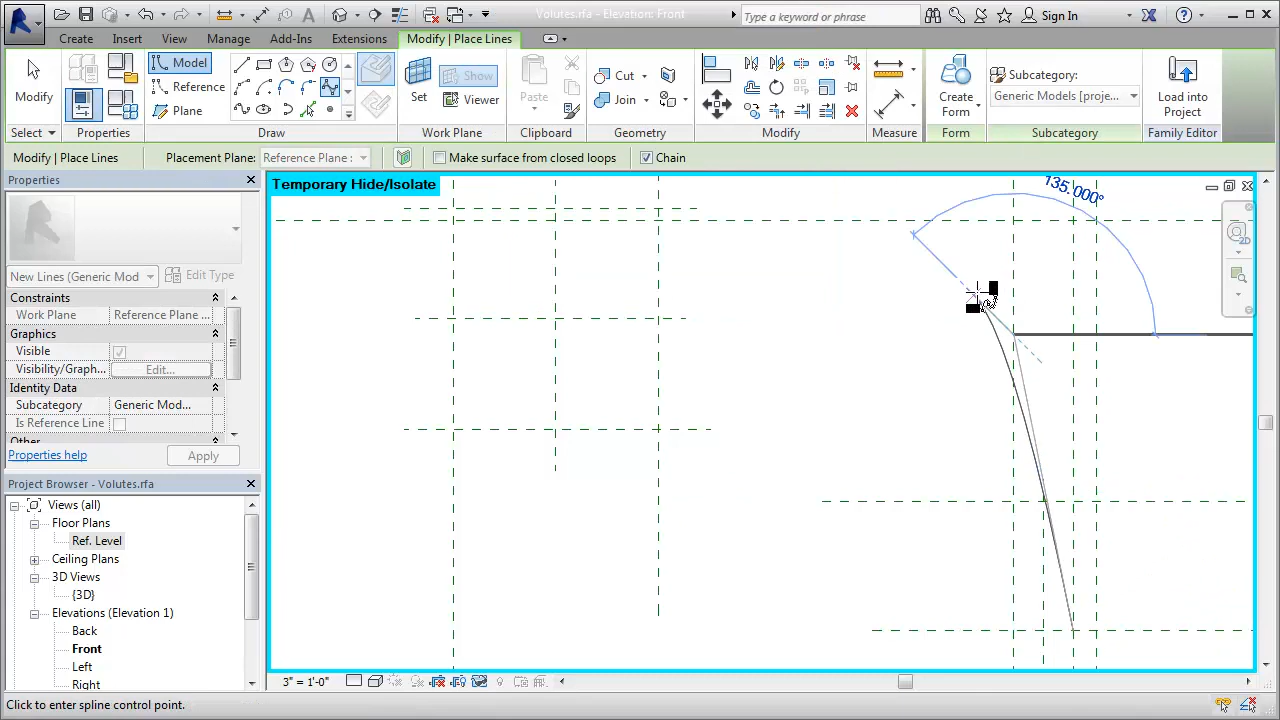 Volutes.rfa - Elevation: Front
Type a keyword or phrase
Sign In
Create Insert View Manage Add-Ins Extensions Modify | Place Lines
Modify
Model
Reference
Plane
Set
Show
Viewer
Paste
Cut
Join
Create
Form
Subcategory:
Generic Models [proje...
Load into
Project
Select Properties Draw Work Plane Clipboard Geometry Modify Measure Form Subcategory Family Editor
Modify | Place Lines Placement Plane: Reference Plane : Make surface from closed loops Chain
Properties
New Lines (Generic Mod
Edit Type
Constraints
Work Plane Reference Plane ...
Graphics
Visible
Visibility/Graph... Edit...
Identity Data
Subcategory Generic Mod...
Is Reference Line
Other
Properties help
Apply
Project Browser - Volutes.rfa
Views (all)
Floor Plans
Ref. Level
Ceiling Plans
3D Views
{3D}
Elevations (Elevation 1)
Back
Front
Left
Right
Temporary Hide/Isolate
135.000°
2D
3" = 1'-0"
Click to enter spline control point.